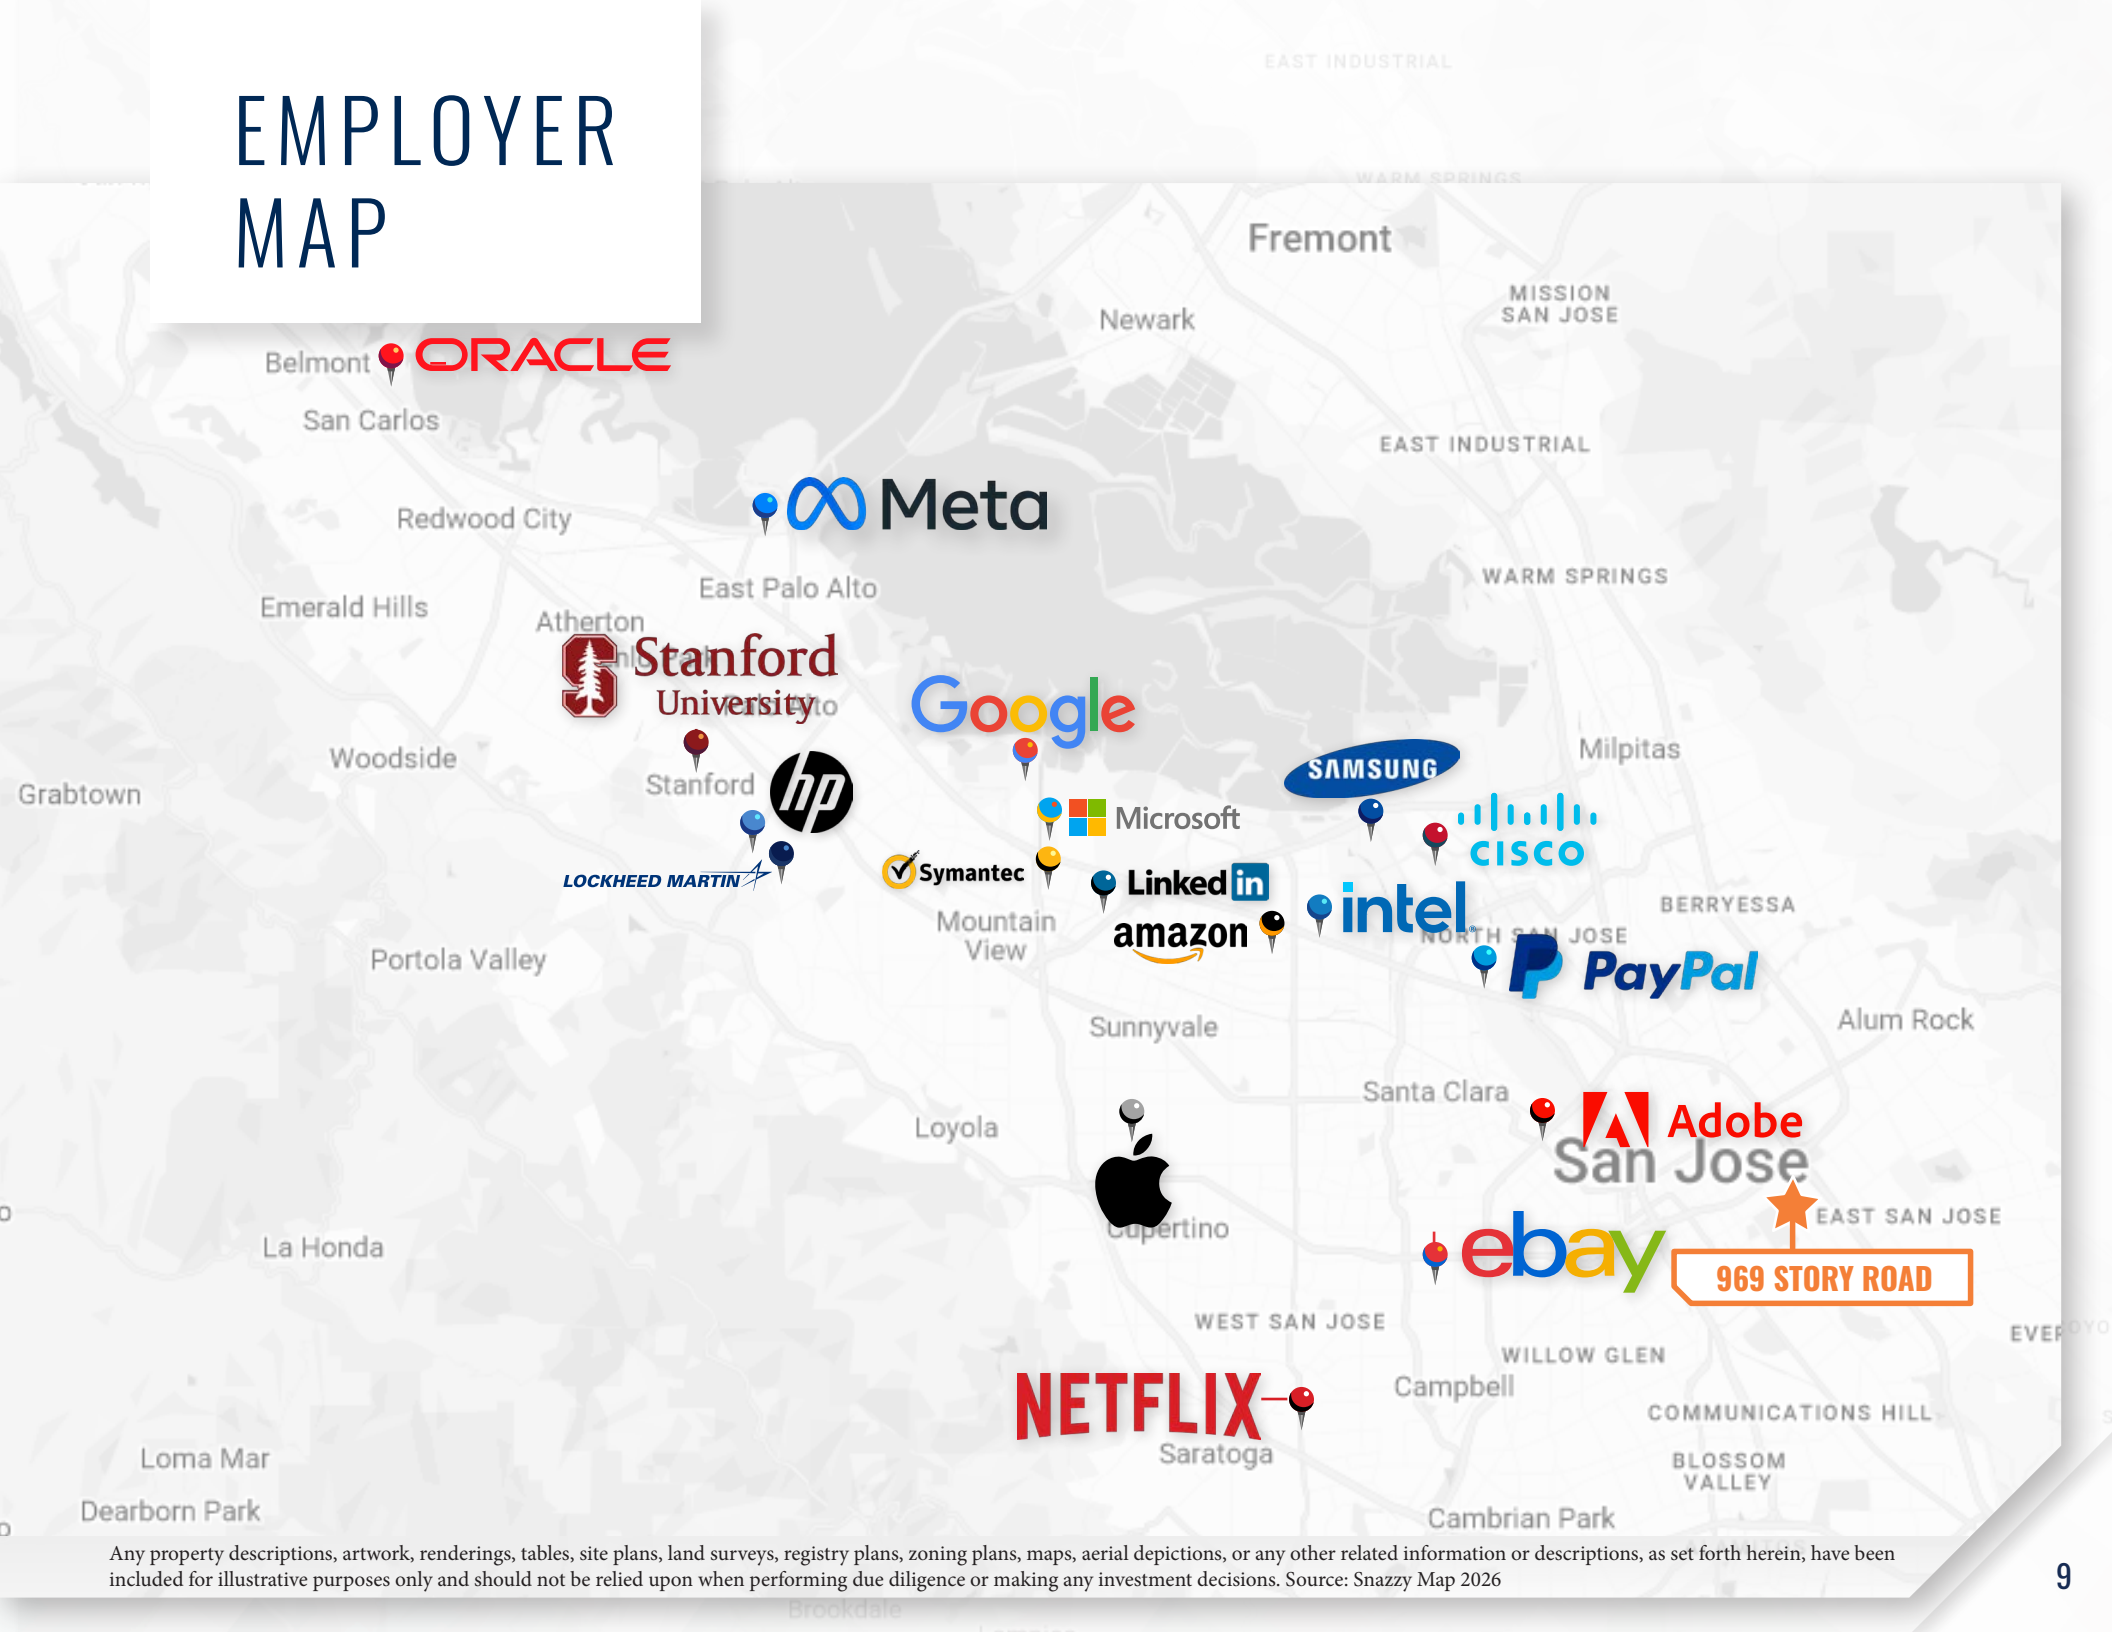 EMPLOYER
MAP
EAST INDUSTRIAL
WARM SPRINGS
Fremont
MISSION
SAN JOSE
Newark
Belmont
ORACLE
San Carlos
EAST INDUSTRIAL
Meta
Redwood City
WARM SPRINGS
East Palo Alto
Emerald Hills
Atherton
Stanford
University
Google
Woodside
Milpitas
Stanford
hp
SAMSUNG
Grabtown
Microsoft
CISCO
LOCKHEED MARTIN
Symantec
Linked in
intel
BERRYESSA
Mountain
View
amazon
NORTH SAN JOSE
Portola Valley
PayPal
Sunnyvale
Alum Rock
Santa Clara
Adobe
Loyola
San Jose
EAST SAN JOSE
Cupertino
La Honda
ebay
969 STORY ROAD
WEST SAN JOSE
WILLOW GLEN
NETFLIX
Campbell
COMMUNICATIONS HILL
Saratoga
Loma Mar
BLOSSOM
VALLEY
Dearborn Park
Cambrian Park
Any property descriptions, artwork, renderings, tables, site plans, land surveys, registry plans, zoning plans, maps, aerial depictions, or any other related information or descriptions, as set forth herein, have been
included for illustrative purposes only and should not be relied upon when performing due diligence or making any investment decisions. Source: Snazzy Map 2026
9
Brookdale